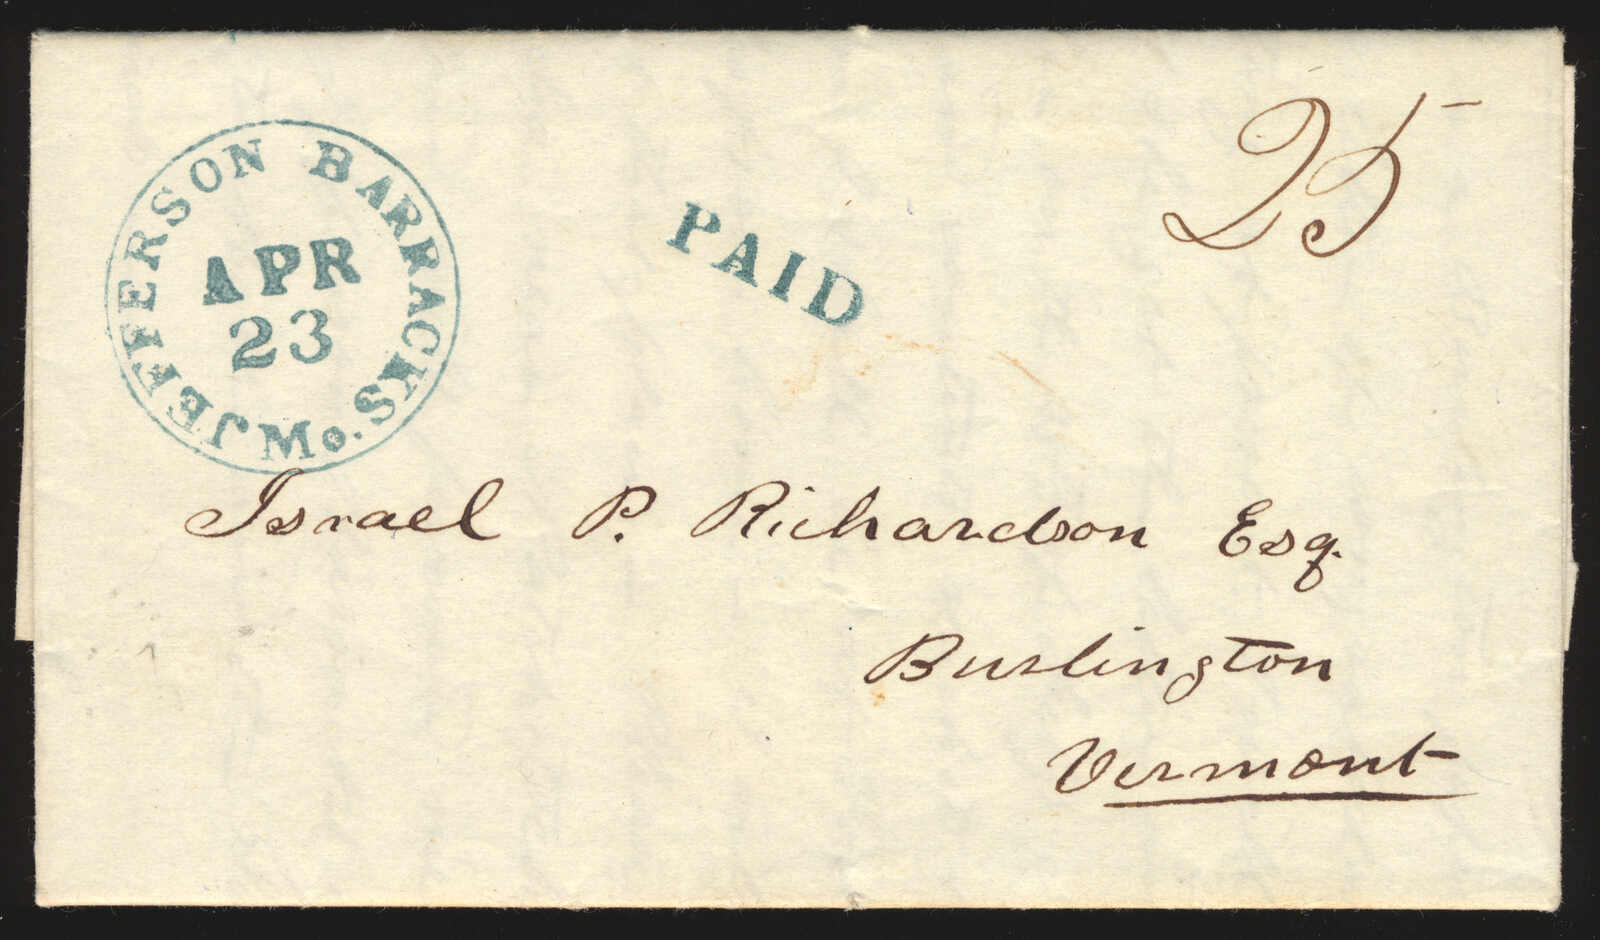 JEFFERSON BARRACKS Mo.
APR
23
PAID
25
Israel P. Richardson Esq.
Burlington
Vermont